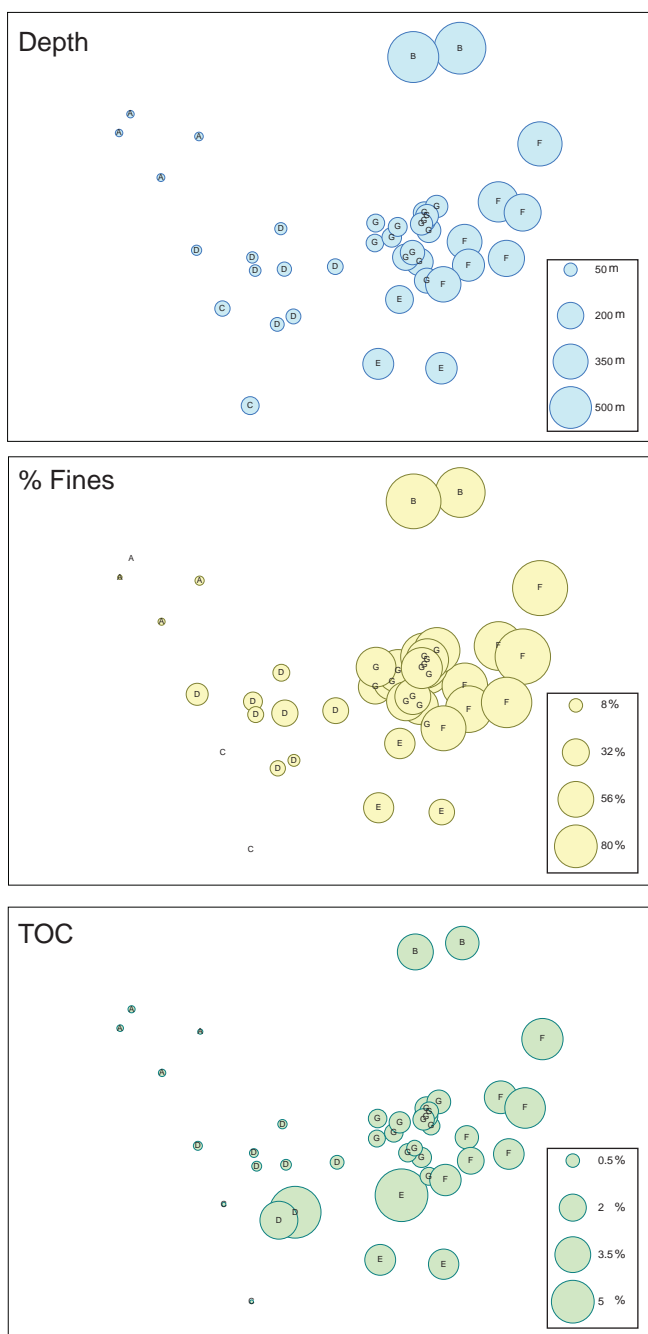 Depth
B
B
A
A
A
F
A
F
G
G F
G
G
G G
G
D G
G F
G
D G
D G F
G
D F
D D 50 m
G F
E
C
D 200 m
D
350 m
E E
C 500 m
% Fines
B
B
A
A A
F
A
F
G
G F
G
G
G G
G
D G
G F
G
D G
D G F
G
D F
D D 8 %
G F
E
C 32 %
D
D
56 %
E E
C 80 %
TOC
B
B
A
A A
F
A
F
G
G F
G
G
G G
G
D G
G F
G
D G
D G F
G
D F
D D 0.5 %
G F
E
C 2 %
D
D
3.5 %
E E
C 5 %